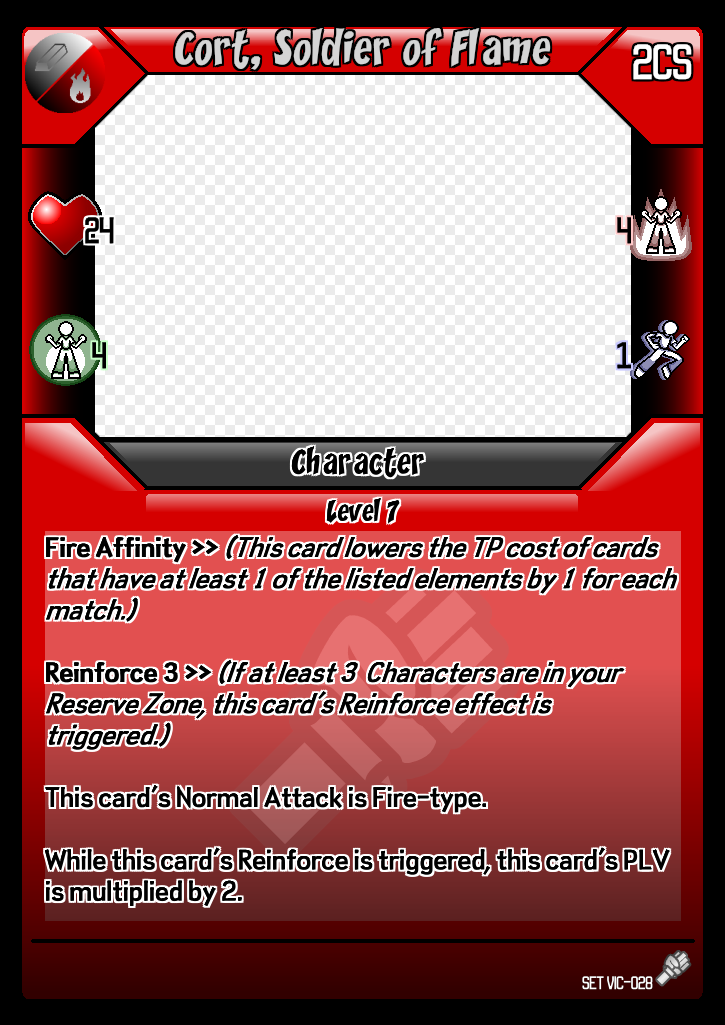 Cort, Soldier of Flame
2CS
24
4
4
1
Character
Level 7
Fire Affinity >> (This card lowers the TP cost of cards
that have at least 1 of the listed elements by 1 for each
match.)
Reinforce 3 >> (If at least 3 Characters are in your
Reserve Zone, this card's Reinforce effect is
triggered.)
This card's Normal Attack is Fire-type.
While this card's Reinforce is triggered, this card's PLV
is multiplied by 2.
SET VIC-028